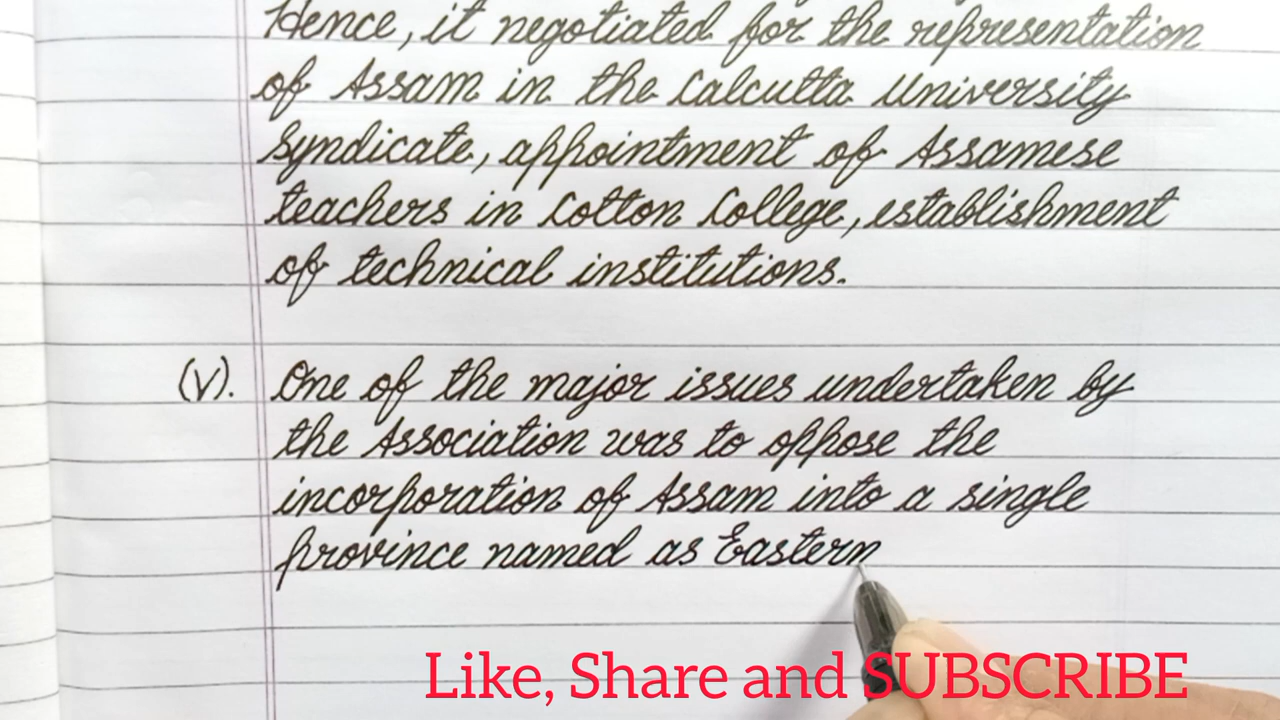 Hence, it negotiated for the representation
of Assam in the Calcutta University
Syndicate, appointment of Assamese
teachers in Cotton College, establishment
of technical institutions.
(v). One of the major issues undertaken by
the Association was to oppose the
incorporation of Assam into a single
province named as Eastern
Like, Share and SUBSCRIBE